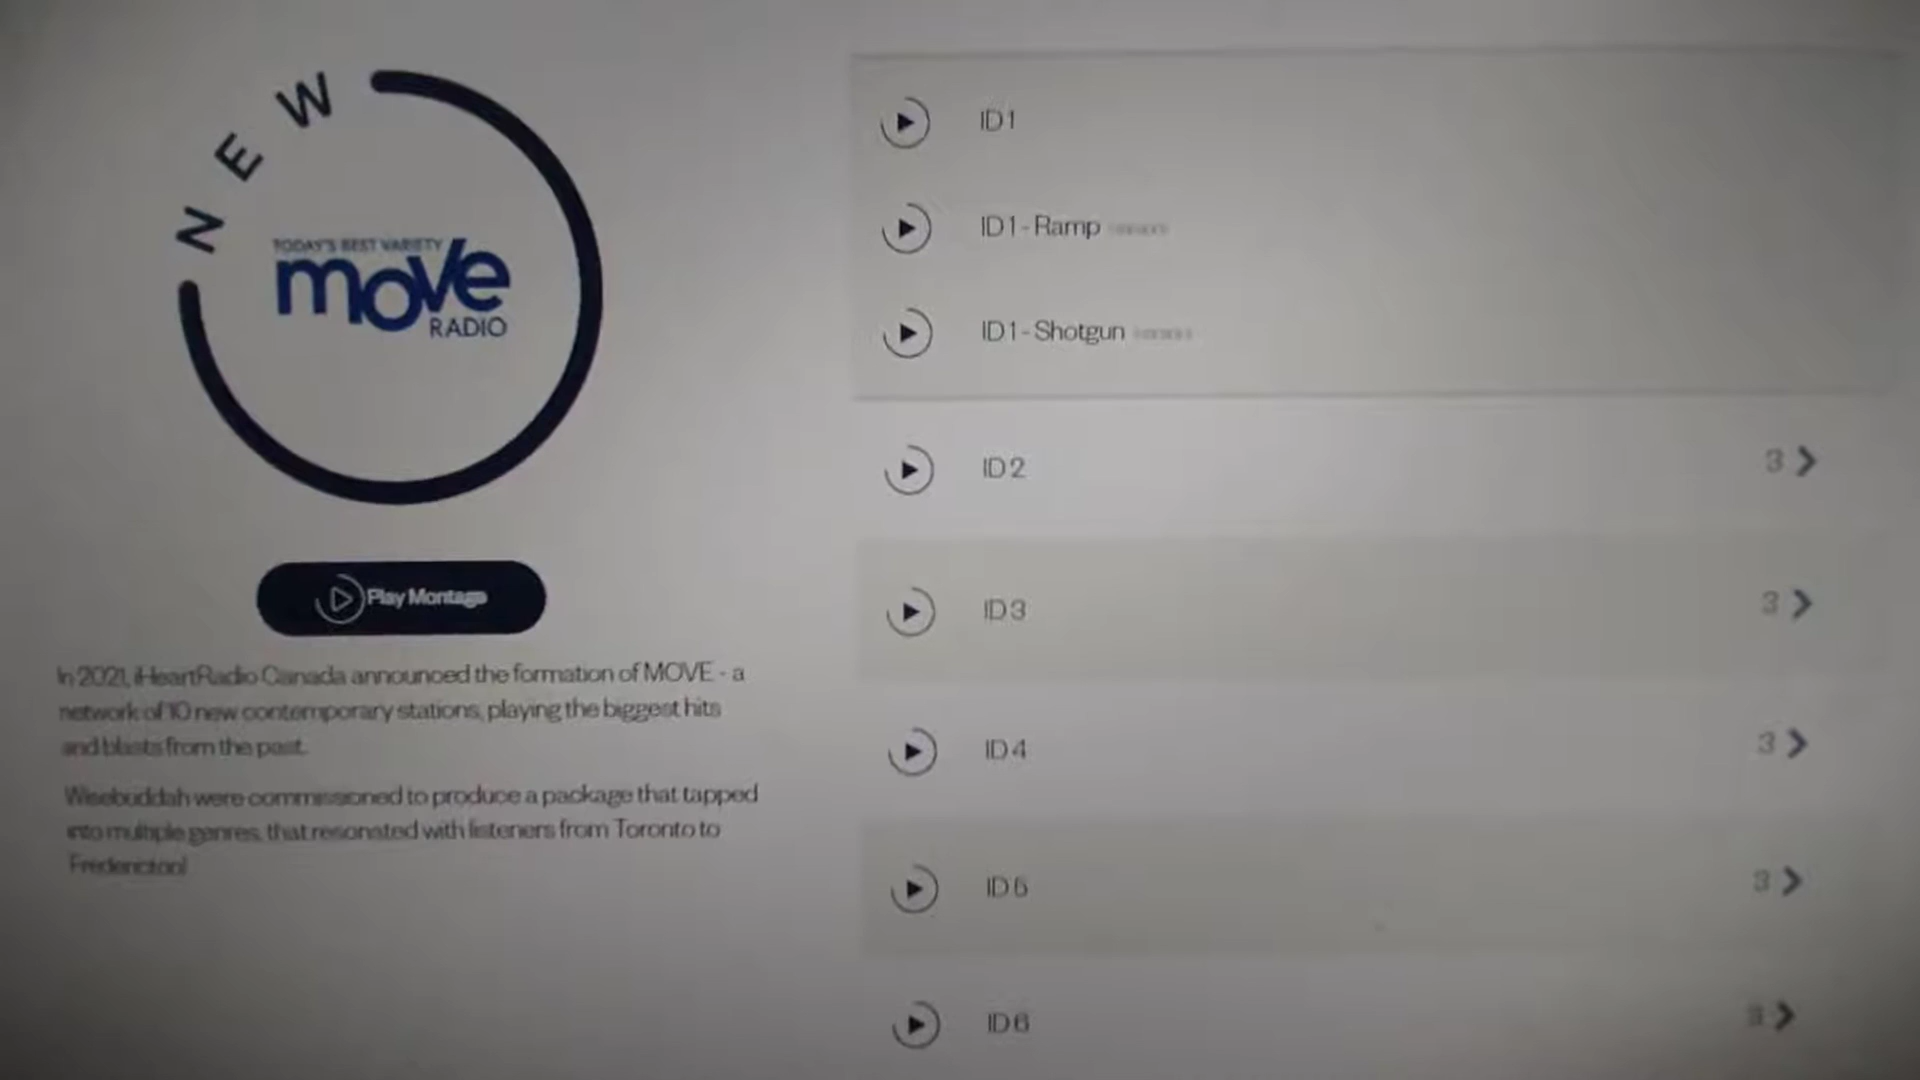 NEW
TODAY'S BEST VARIETY
move
RADIO
Play Montage
In 2021, iHeartRadio Canada announced the formation of MOVE - a
network of 10 new contemporary stations, playing the biggest hits
and blasts from the past.
Wisebuddah were commissioned to produce a package that tapped
into multiple genres, that resonated with listeners from Toronto to
Fredericton!
ID1
ID1 - Ramp
ID1 - Shotgun
ID2
3
ID3
3
ID4
3
ID5
3
ID6
3